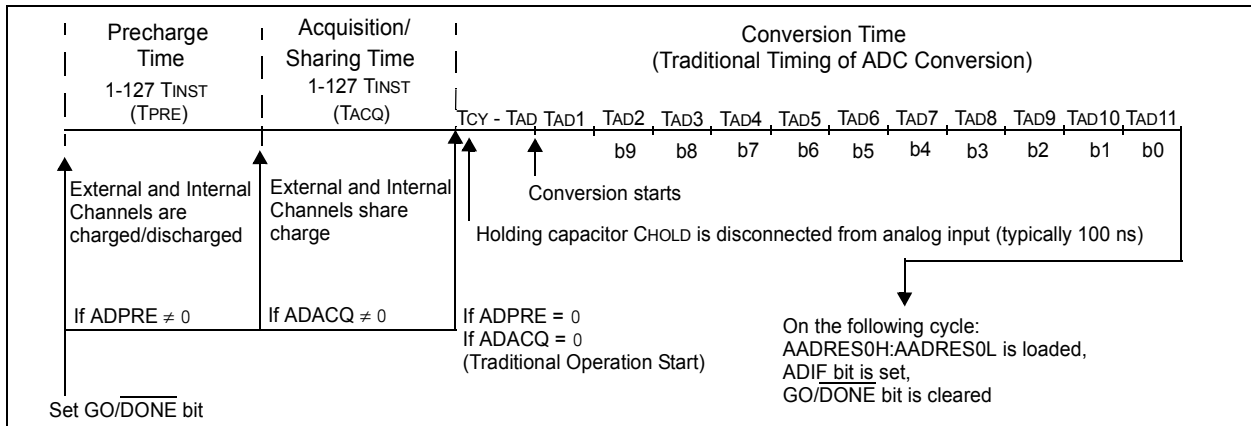 Precharge
Time
1-127 TINST
(TPRE)
Acquisition/
Sharing Time
1-127 TINST
(TACQ)
Conversion Time
(Traditional Timing of ADC Conversion)
TCY - TAD TAD1 TAD2 TAD3 TAD4 TAD5 TAD6 TAD7 TAD8 TAD9 TAD10 TAD11
b9 b8 b7 b6 b5 b4 b3 b2 b1 b0
External and Internal
Channels are
charged/discharged
External and Internal
Channels share
charge
Conversion starts
Holding capacitor CHOLD is disconnected from analog input (typically 100 ns)
If ADPRE ≠ 0
If ADACQ ≠ 0
If ADPRE = 0
If ADACQ = 0
(Traditional Operation Start)
On the following cycle:
AADRES0H:AADRES0L is loaded,
ADIF bit is set,
GO/DONE bit is cleared
Set GO/DONE bit